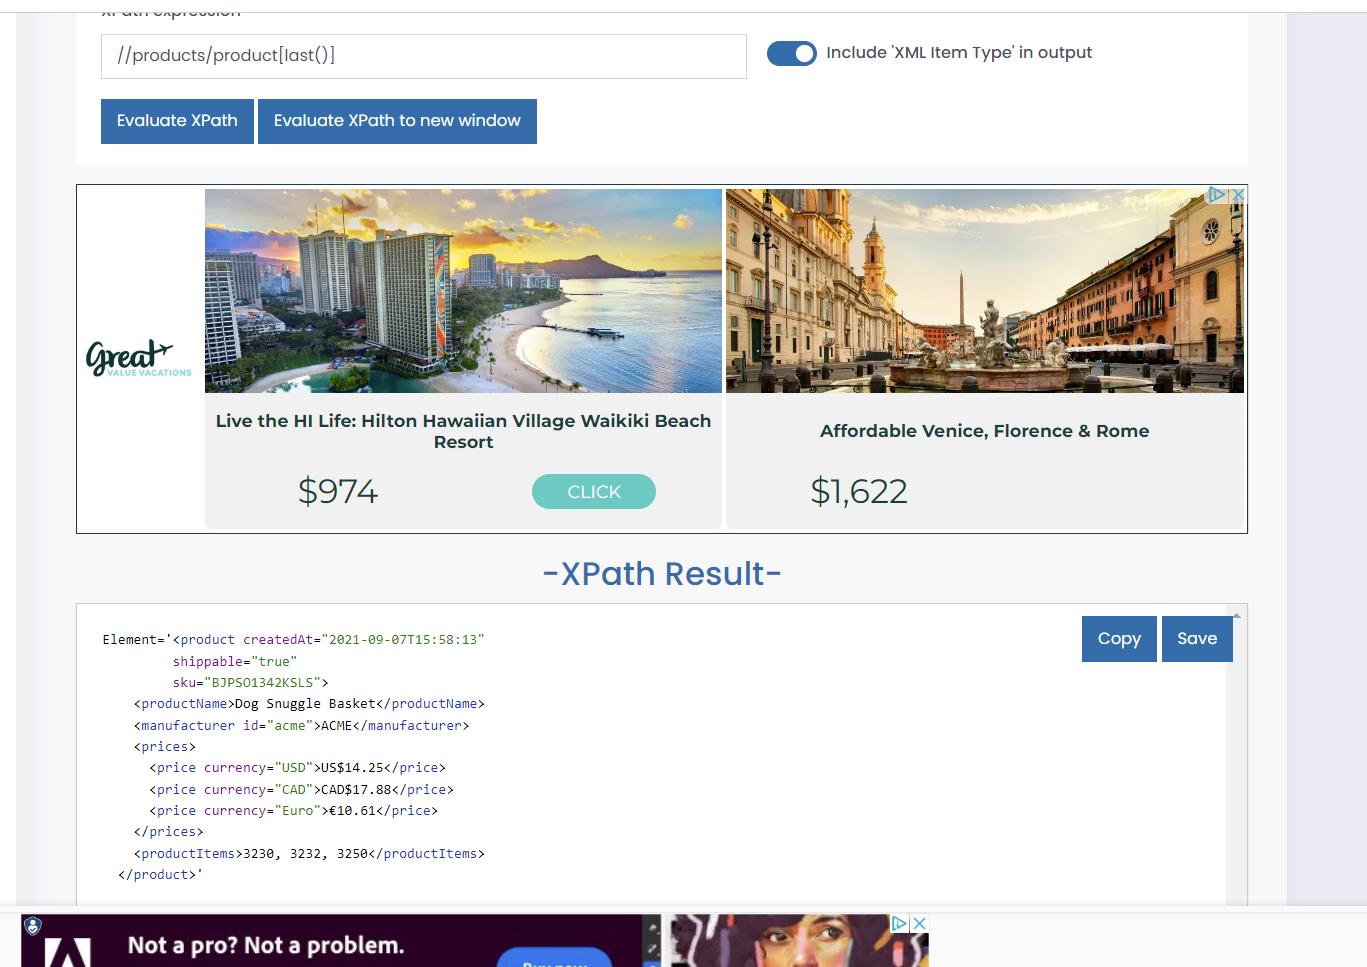 XPath expression
//products/product[last()]
Include 'XML Item Type' in output
Evaluate XPath
Evaluate XPath to new window
Great
VALUE VACATIONS
Live the HI Life: Hilton Hawaiian Village Waikiki Beach
Resort
$974
CLICK
Affordable Venice, Florence & Rome
$1,622
-XPath Result-
Copy
Save
Element='<product createdAt="2021-09-07T15:58:13"
shippable="true"
sku="BJPSO1342KSLS">
<productName>Dog Snuggle Basket</productName>
<manufacturer id="acme">ACME</manufacturer>
<prices>
<price currency="USD">US$14.25</price>
<price currency="CAD">CAD$17.88</price>
<price currency="Euro">€10.61</price>
</prices>
<productItems>3230, 3232, 3250</productItems>
</product>'
Not a pro? Not a problem.
Buy now